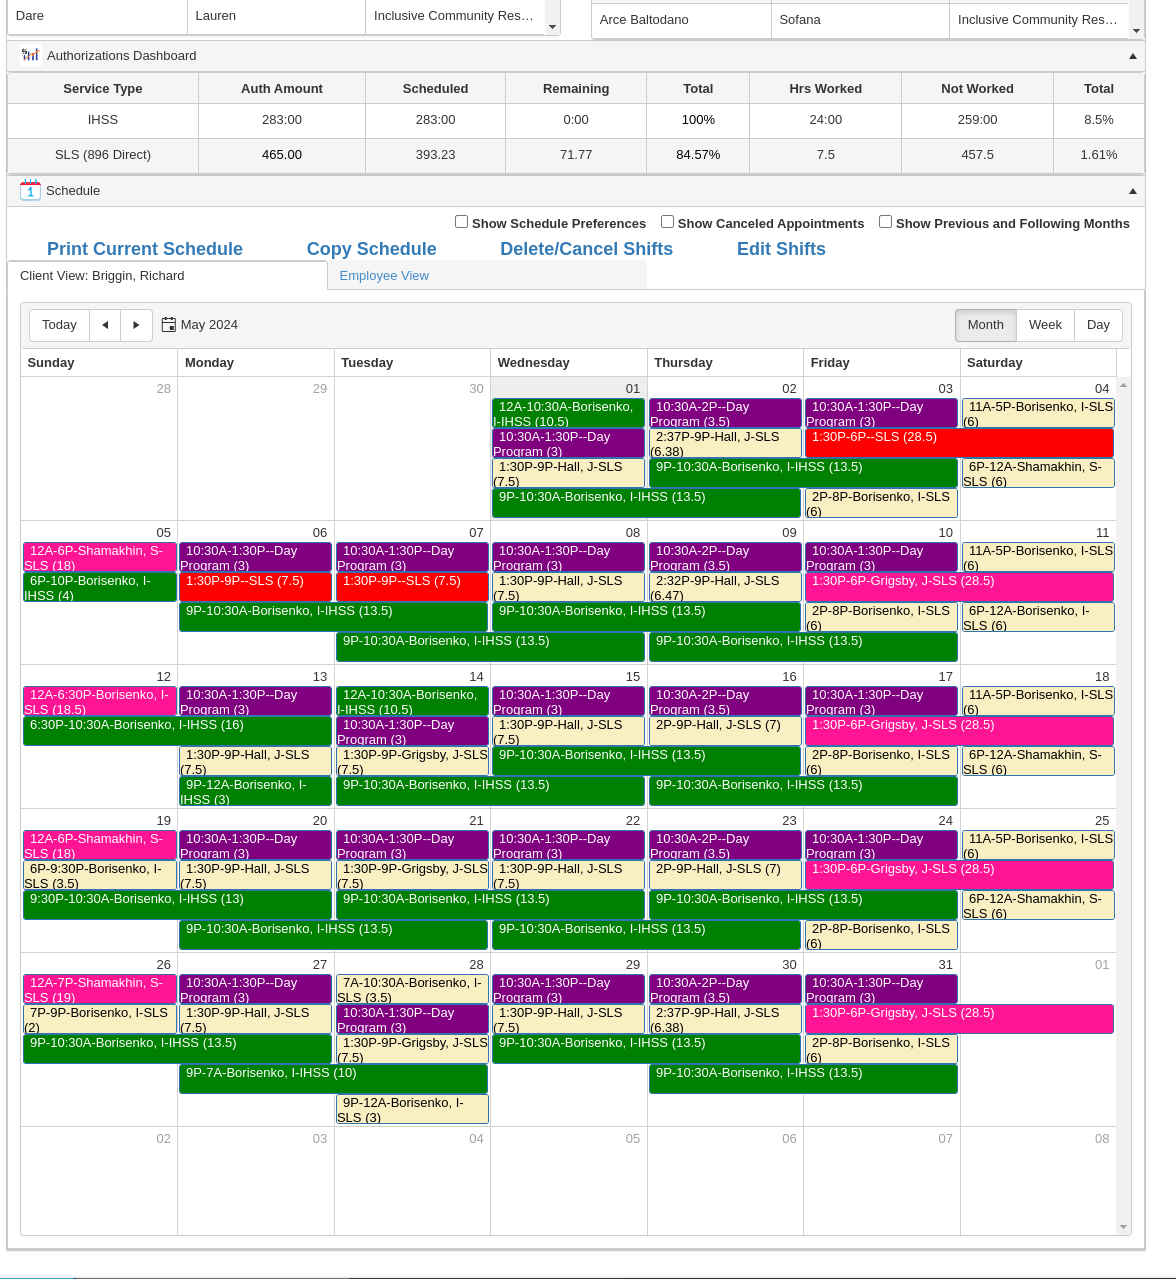 Dare Lauren Inclusive Community Res…
Arce Baltodano Sofana Inclusive Community Res…
Authorizations Dashboard
Service Type Auth Amount Scheduled Remaining Total Hrs Worked Not Worked Total
IHSS 283:00 283:00 0:00 100% 24:00 259:00 8.5%
SLS (896 Direct) 465.00 393.23 71.77 84.57% 7.5 457.5 1.61%
1 Schedule
Show Schedule Preferences Show Canceled Appointments Show Previous and Following Months
Print Current Schedule Copy Schedule Delete/Cancel Shifts Edit Shifts
Client View: Briggin, Richard Employee View
Today May 2024 Month Week Day
Sunday Monday Tuesday Wednesday Thursday Friday Saturday
28 29 30 01 02 03 04
12A-10:30A-Borisenko, 10:30A-2P--Day 10:30A-1:30P--Day 11A-5P-Borisenko, I-SLS
I-IHSS (10.5) Program (3.5) Program (3) (6)
10:30A-1:30P--Day 2:37P-9P-Hall, J-SLS 1:30P-6P--SLS (28.5)
Program (3) (6.38)
1:30P-9P-Hall, J-SLS 9P-10:30A-Borisenko, I-IHSS (13.5) 6P-12A-Shamakhin, S-
(7.5) SLS (6)
9P-10:30A-Borisenko, I-IHSS (13.5) 2P-8P-Borisenko, I-SLS
(6)
05 06 07 08 09 10 11
12A-6P-Shamakhin, S- 10:30A-1:30P--Day 10:30A-1:30P--Day 10:30A-1:30P--Day 10:30A-2P--Day 10:30A-1:30P--Day 11A-5P-Borisenko, I-SLS
SLS (18) Program (3) Program (3) Program (3) Program (3.5) Program (3) (6)
6P-10P-Borisenko, I- 1:30P-9P--SLS (7.5) 1:30P-9P--SLS (7.5) 1:30P-9P-Hall, J-SLS 2:32P-9P-Hall, J-SLS 1:30P-6P-Grigsby, J-SLS (28.5)
IHSS (4) (7.5) (6.47)
9P-10:30A-Borisenko, I-IHSS (13.5) 9P-10:30A-Borisenko, I-IHSS (13.5) 2P-8P-Borisenko, I-SLS 6P-12A-Borisenko, I-
(6) SLS (6)
9P-10:30A-Borisenko, I-IHSS (13.5) 9P-10:30A-Borisenko, I-IHSS (13.5)
12 13 14 15 16 17 18
12A-6:30P-Borisenko, I- 10:30A-1:30P--Day 12A-10:30A-Borisenko, 10:30A-1:30P--Day 10:30A-2P--Day 10:30A-1:30P--Day 11A-5P-Borisenko, I-SLS
SLS (18.5) Program (3) I-IHSS (10.5) Program (3) Program (3.5) Program (3) (6)
6:30P-10:30A-Borisenko, I-IHSS (16) 10:30A-1:30P--Day 1:30P-9P-Hall, J-SLS 2P-9P-Hall, J-SLS (7) 1:30P-6P-Grigsby, J-SLS (28.5)
Program (3) (7.5)
1:30P-9P-Hall, J-SLS 1:30P-9P-Grigsby, J-SLS 9P-10:30A-Borisenko, I-IHSS (13.5) 2P-8P-Borisenko, I-SLS 6P-12A-Shamakhin, S-
(7.5) (7.5) (6) SLS (6)
9P-12A-Borisenko, I- 9P-10:30A-Borisenko, I-IHSS (13.5) 9P-10:30A-Borisenko, I-IHSS (13.5)
IHSS (3)
19 20 21 22 23 24 25
12A-6P-Shamakhin, S- 10:30A-1:30P--Day 10:30A-1:30P--Day 10:30A-1:30P--Day 10:30A-2P--Day 10:30A-1:30P--Day 11A-5P-Borisenko, I-SLS
SLS (18) Program (3) Program (3) Program (3) Program (3.5) Program (3) (6)
6P-9:30P-Borisenko, I- 1:30P-9P-Hall, J-SLS 1:30P-9P-Grigsby, J-SLS 1:30P-9P-Hall, J-SLS 2P-9P-Hall, J-SLS (7) 1:30P-6P-Grigsby, J-SLS (28.5)
SLS (3.5) (7.5) (7.5) (7.5)
9:30P-10:30A-Borisenko, I-IHSS (13) 9P-10:30A-Borisenko, I-IHSS (13.5) 9P-10:30A-Borisenko, I-IHSS (13.5) 6P-12A-Shamakhin, S-
SLS (6)
9P-10:30A-Borisenko, I-IHSS (13.5) 9P-10:30A-Borisenko, I-IHSS (13.5) 2P-8P-Borisenko, I-SLS
(6)
26 27 28 29 30 31 01
12A-7P-Shamakhin, S- 10:30A-1:30P--Day 7A-10:30A-Borisenko, I- 10:30A-1:30P--Day 10:30A-2P--Day 10:30A-1:30P--Day
SLS (19) Program (3) SLS (3.5) Program (3) Program (3.5) Program (3)
7P-9P-Borisenko, I-SLS 1:30P-9P-Hall, J-SLS 10:30A-1:30P--Day 1:30P-9P-Hall, J-SLS 2:37P-9P-Hall, J-SLS 1:30P-6P-Grigsby, J-SLS (28.5)
(2) (7.5) Program (3) (7.5) (6.38)
9P-10:30A-Borisenko, I-IHSS (13.5) 1:30P-9P-Grigsby, J-SLS 9P-10:30A-Borisenko, I-IHSS (13.5) 2P-8P-Borisenko, I-SLS
(7.5) (6)
9P-7A-Borisenko, I-IHSS (10) 9P-10:30A-Borisenko, I-IHSS (13.5)
9P-12A-Borisenko, I-
SLS (3)
02 03 04 05 06 07 08